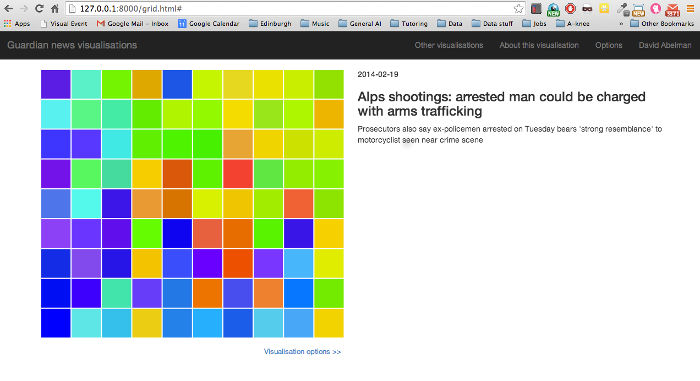 127.0.0.1:8000/grid.html#
Apps Visual Event Google Mail Google Calendar Edinburgh Music General AI Data Data stuff Jobs A-knee » Other Bookmarks
Guardian news visualisations Other visualisations About this visualisation Options David Abelman
2014-02-19
Alps shootings: arrested man could be charged
with arms trafficking
Prosecutors also say ex-policemen arrested on Tuesday bears 'strong resemblance' to
motorcyclist seen near crime scene
Visualisation options >>